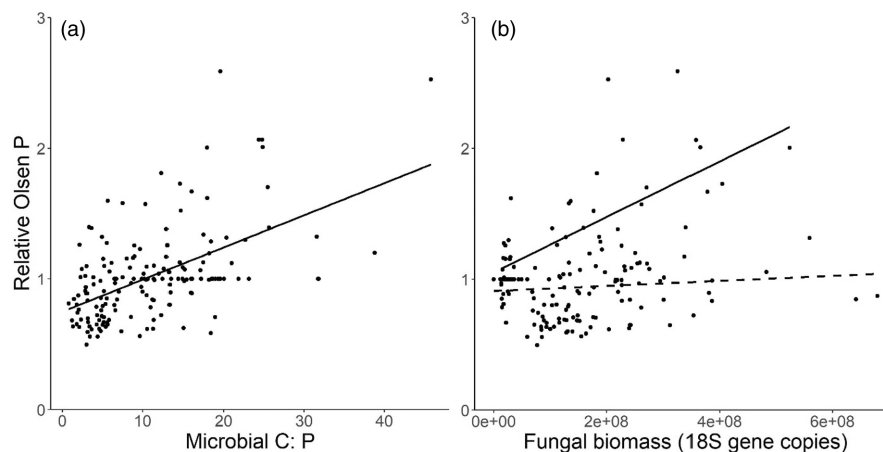 (a)
(b)
Relative Olsen P
3
2
1
0
0
10
20
30
40
Microbial C: P
3
2
1
0
0e+00
2e+08
4e+08
6e+08
Fungal biomass (18S gene copies)